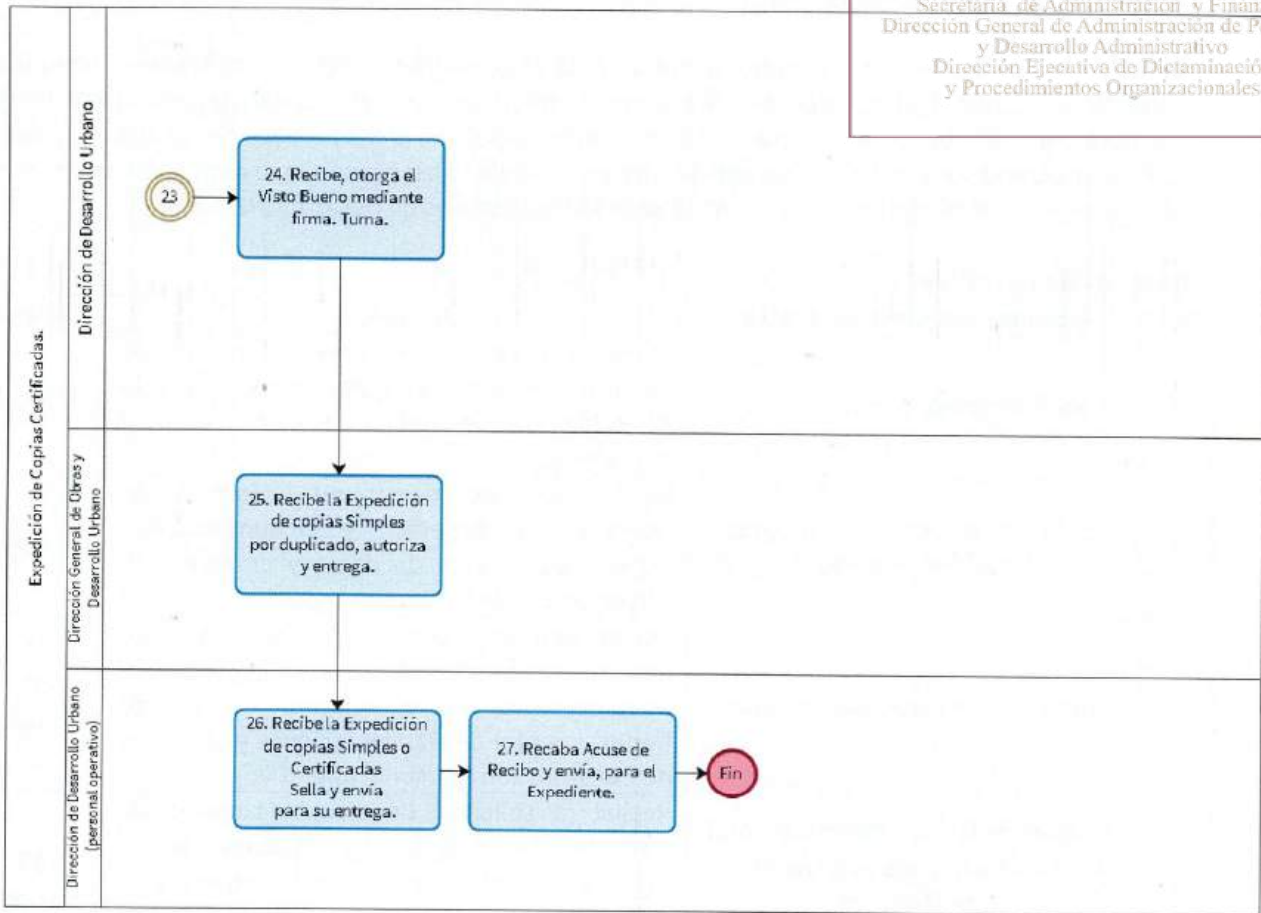 Secretaría de Administración y
Dirección General de Administración de
y Desarrollo Administrativo
Dirección Ejecutiva de
y Procedimientos Organizacionales
Expedición de Copias Certificadas.
Dirección de Desarrollo Urbano
23
24. Recibe, otorga el
Visto Bueno mediante
firma. Turna.
Dirección General de Obras y
Desarrollo Urbano
25. Recibe la Expedición
de copias Simples
por duplicado, autoriza
y entrega.
Dirección de Desarrollo Urbano
(personal operativo)
26. Recibe la Expedición
de copias Simples o
Certificadas
Sella y envía
para su entrega.
27. Recaba Acuse de
Recibo y envía, para el
Expediente.
Fin